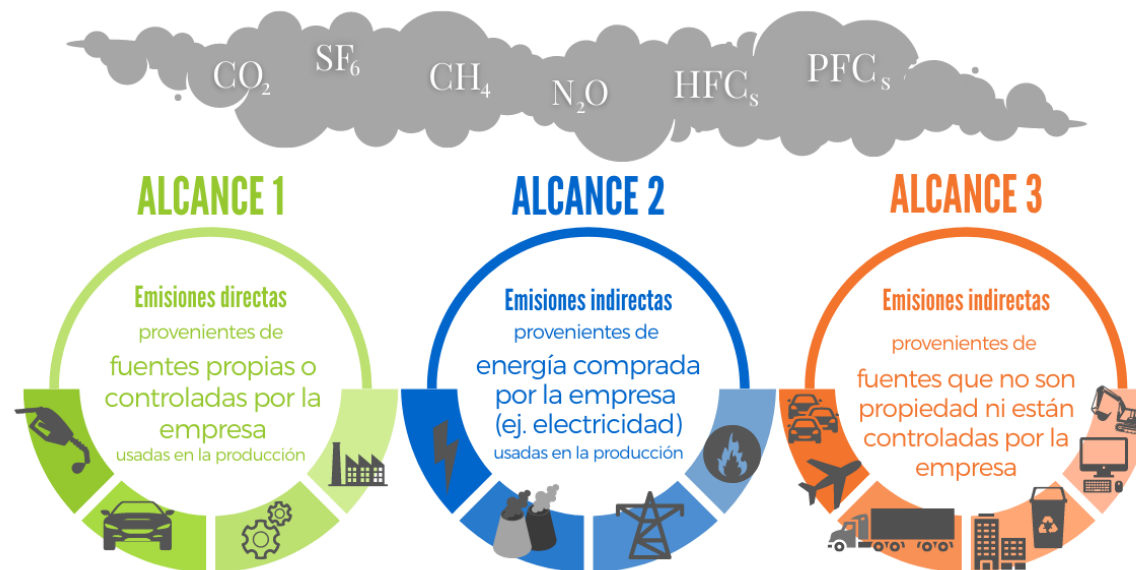 CO₂
SF₆
CH₄
N₂O
HFCₛ
PFCₛ
ALCANCE 1
Emisiones directas
provenientes de
fuentes propias o
controladas por la
empresa
usadas en la producción
ALCANCE 2
Emisiones indirectas
provenientes de
energía comprada
por la empresa
(ej. electricidad)
usadas en la producción
ALCANCE 3
Emisiones indirectas
provenientes de
fuentes que no son
propiedad ni están
controladas por la
empresa